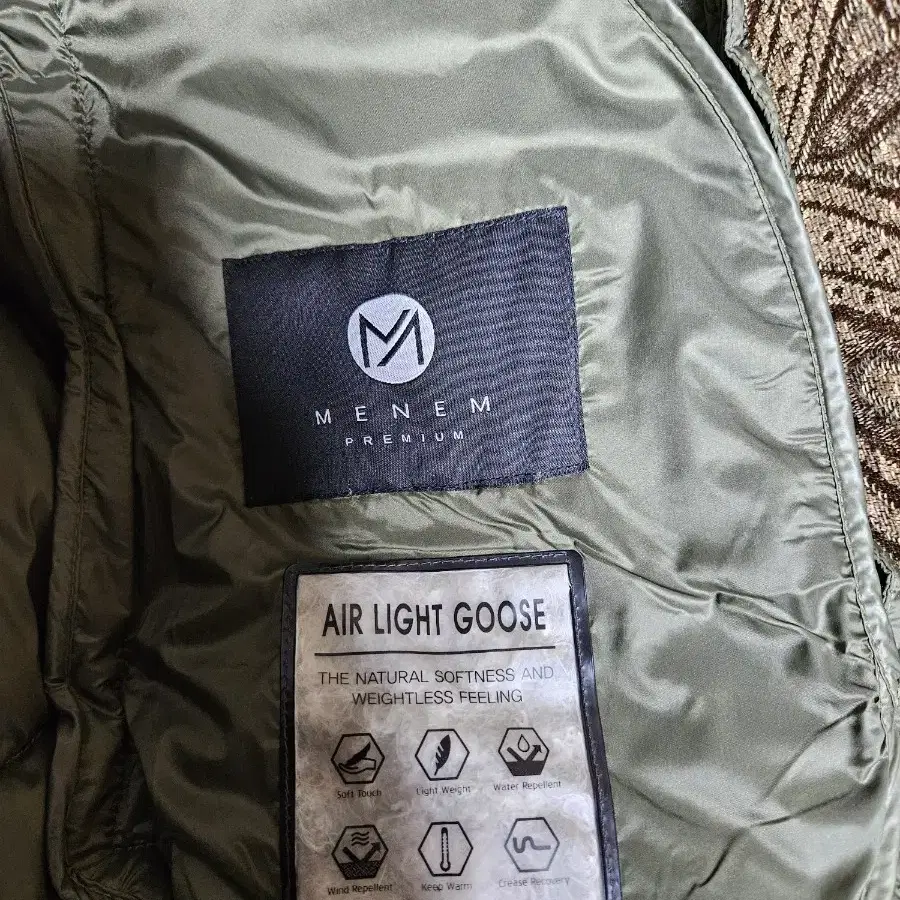 MENEM
PREMIUM
AIR LIGHT GOOSE
THE NATURAL SOFTNESS AND
WEIGHTLESS FEELING
Soft Touch
Light Weight
Water Repellent
Wind Repellent
Keep Warm
Crease Recovery